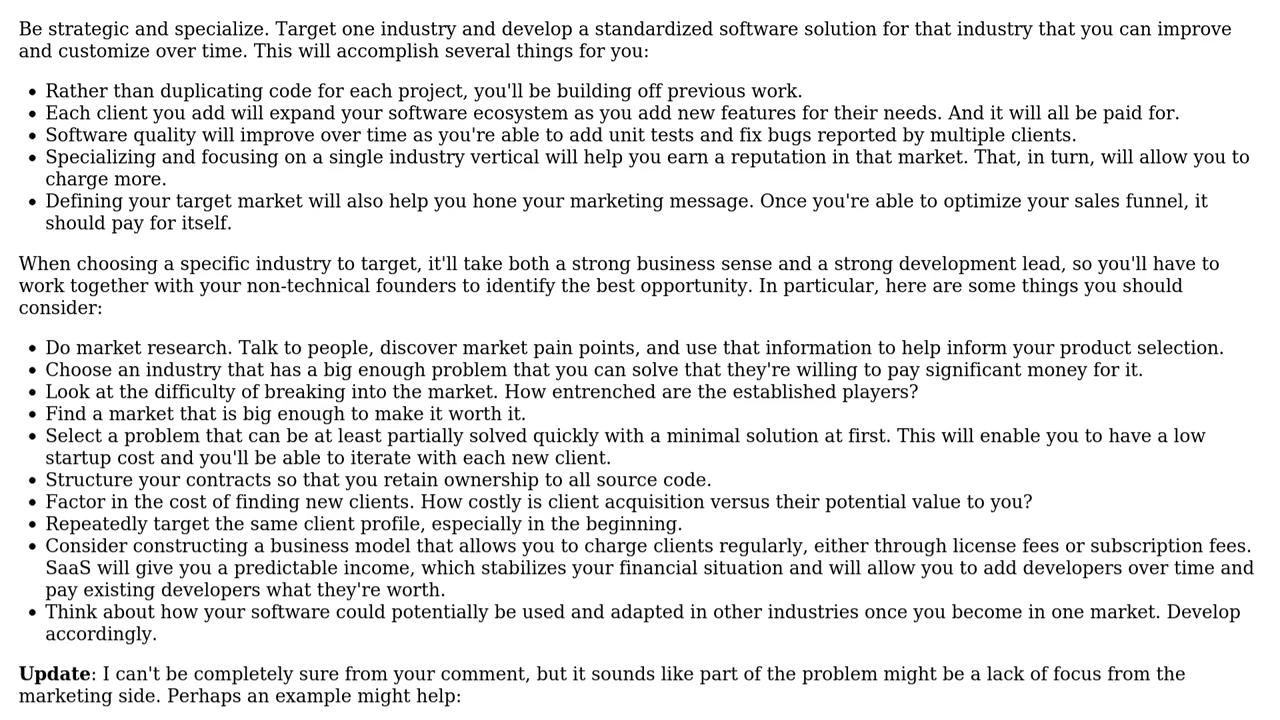 Be strategic and specialize. Target one industry and develop a standardized software solution for that industry that you can improve
and customize over time. This will accomplish several things for you:
• Rather than duplicating code for each project, you'll be building off previous work.
• Each client you add will expand your software ecosystem as you add new features for their needs. And it will all be paid for.
• Software quality will improve over time as you're able to add unit tests and fix bugs reported by multiple clients.
• Specializing and focusing on a single industry vertical will help you earn a reputation in that market. That, in turn, will allow you to
charge more.
• Defining your target market will also help you hone your marketing message. Once you're able to optimize your sales funnel, it
should pay for itself.
When choosing a specific industry to target, it'll take both a strong business sense and a strong development lead, so you'll have to
work together with your non-technical founders to identify the best opportunity. In particular, here are some things you should
consider:
• Do market research. Talk to people, discover market pain points, and use that information to help inform your product selection.
• Choose an industry that has a big enough problem that you can solve that they're willing to pay significant money for it.
• Look at the difficulty of breaking into the market. How entrenched are the established players?
• Find a market that is big enough to make it worth it.
• Select a problem that can be at least partially solved quickly with a minimal solution at first. This will enable you to have a low
startup cost and you'll be able to iterate with each new client.
• Structure your contracts so that you retain ownership to all source code.
• Factor in the cost of finding new clients. How costly is client acquisition versus their potential value to you?
• Repeatedly target the same client profile, especially in the beginning.
• Consider constructing a business model that allows you to charge clients regularly, either through license fees or subscription fees.
SaaS will give you a predictable income, which stabilizes your financial situation and will allow you to add developers over time and
pay existing developers what they're worth.
• Think about how your software could potentially be used and adapted in other industries once you become in one market. Develop
accordingly.
Update: I can't be completely sure from your comment, but it sounds like part of the problem might be a lack of focus from the
marketing side. Perhaps an example might help: